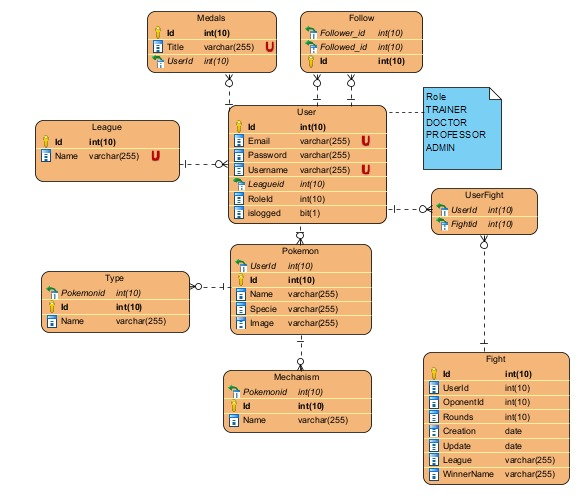 Medals
Id int(10)
Title varchar(255) U
UserId int(10)
Follow
Follower_id int(10)
Followed_id int(10)
Id int(10)
League
Id int(10)
Name varchar(255) U
User
Id int(10)
Email varchar(255) U
Password varchar(255)
Username varchar(255) U
Leagueid int(10)
RoleId int(10)
islogged bit(1)
Role
TRAINER
DOCTOR
PROFESSOR
ADMIN
UserFight
UserId int(10)
Fightid int(10)
Pokemon
UserId int(10)
Id int(10)
Name varchar(255)
Specie varchar(255)
Image varchar(255)
Type
Pokemonid int(10)
Id int(10)
Name varchar(255)
Mechanism
Pokemonid int(10)
Id int(10)
Name varchar(255)
Fight
Id int(10)
UserId int(10)
OponentId int(10)
Rounds int(10)
Creation date
Update date
League varchar(255)
WinnerName varchar(255)